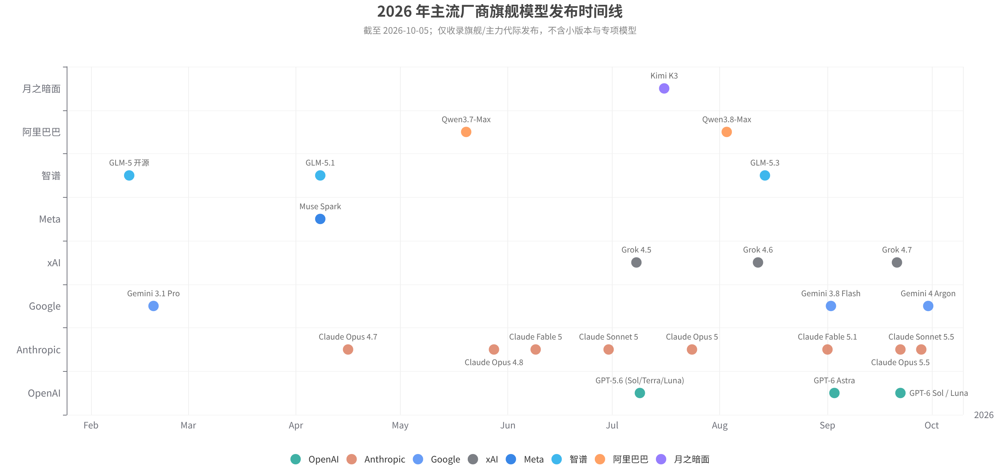 2026 年主流厂商旗舰模型发布时间线
截至 2026-10-05；仅收录旗舰/主力代际发布，不含小版本与专项模型
Kimi K3
月之暗面
Qwen3.7-Max
Qwen3.8-Max
阿里巴巴
GLM-5 开源
GLM-5.1
GLM-5.3
智谱
Muse Spark
Meta
Grok 4.5
Grok 4.6
Grok 4.7
xAI
Gemini 3.1 Pro
Gemini 3.8 Flash
Gemini 4 Argon
Google
Claude Opus 4.7
Claude Fable 5
Claude Sonnet 5
Claude Opus 5
Claude Fable 5.1
Claude Sonnet 5.5
Anthropic
Claude Opus 4.8
Claude Opus 5.5
GPT-5.6 (Sol/Terra/Luna)
GPT-6 Astra
OpenAI
GPT-6 Sol / Luna
2026
Feb
Mar
Apr
May
Jun
Jul
Aug
Sep
Oct
OpenAI
Anthropic
Google
xAI
Meta
智谱
阿里巴巴
月之暗面